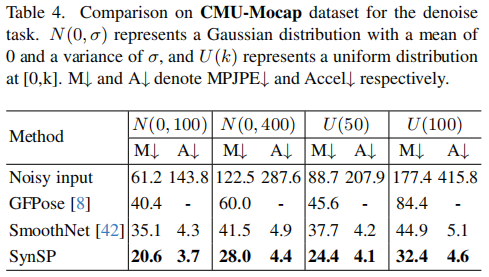 Table 4. Comparison on CMU-Mocap dataset for the denoise
task. N(0, σ) represents a Gaussian distribution with a mean of
0 and a variance of σ, and U(k) represents a uniform distribution
at [0,k]. M↓ and A↓ denote MPJPE↓ and Accel↓ respectively.
Method N(0, 100) N(0, 400) U(50) U(100)
M↓ A↓ M↓ A↓ M↓ A↓ M↓ A↓
Noisy input 61.2 143.8 122.5 287.6 88.7 207.9 177.4 415.8
GFPose [8] 40.4 - 60.0 - 45.6 - 84.4 -
SmoothNet [42] 35.1 4.3 41.5 4.9 37.7 4.2 44.9 5.1
SynSP 20.6 3.7 28.0 4.4 24.4 4.1 32.4 4.6